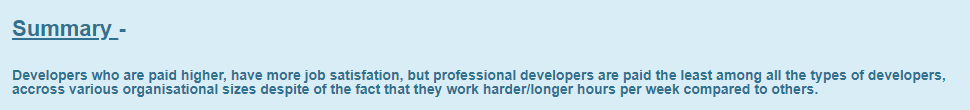 Summary -
Developers who are paid higher, have more job satisfation, but professional developers are paid the least among all the types of developers,
accross various organisational sizes despite of the fact that they work harder/longer hours per week compared to others.